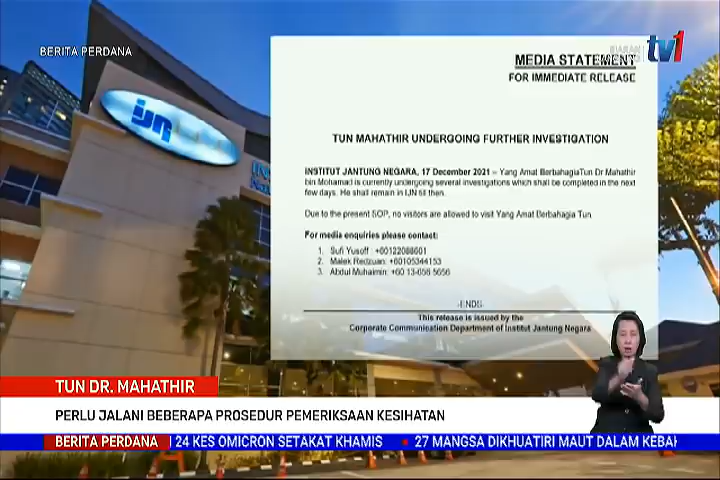 BERITA PERDANA
SIARAN
tv1
ijn
MEDIA STATEMENT
FOR IMMEDIATE RELEASE
TUN MAHATHIR UNDERGOING FURTHER INVESTIGATION
INSTITUT JANTUNG NEGARA, 17 December 2021 – Yang Amat BerbahagiaTun Dr Mahathir
bin Mohamad is currently undergoing several investigations which shall be completed in the next
few days. He shall remain in IJN till then.
Due to the present SOP, no visitors are allowed to visit Yang Amat Berbahagia Tun.
For media enquiries please contact:
1. Sufi Yusoff
2. Malek Redzuan: +60105344153
3. Abdul Muhaimin: +60 13-656 5656
-ENDS-
This release is issued by the
Corporate Communication Department of Institut Jantung Negara
TUN DR. MAHATHIR
PERLU JALANI BEBERAPA PROSEDUR PEMERIKSAAN KESIHATAN
BERITA PERDANA 24 KES OMICRON SETAKAT KHAMIS • 27 MANGSA DIKHUATIRI MAUT DALAM KEBAK